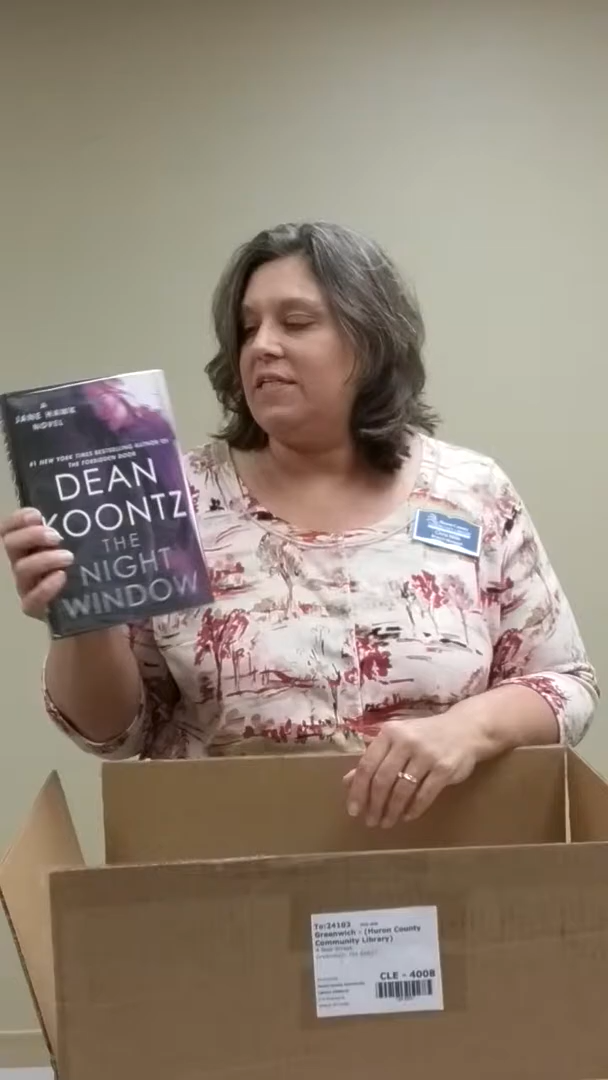 A
JANE HAWK
NOVEL
#1 NEW YORK TIMES BESTSELLING AUTHOR OF
THE FORBIDDEN DOOR
DEAN
KOONTZ
THE
NIGHT
WINDOW
To:24103
Greenwich - (Huron County
Community Library)
CLE - 4008